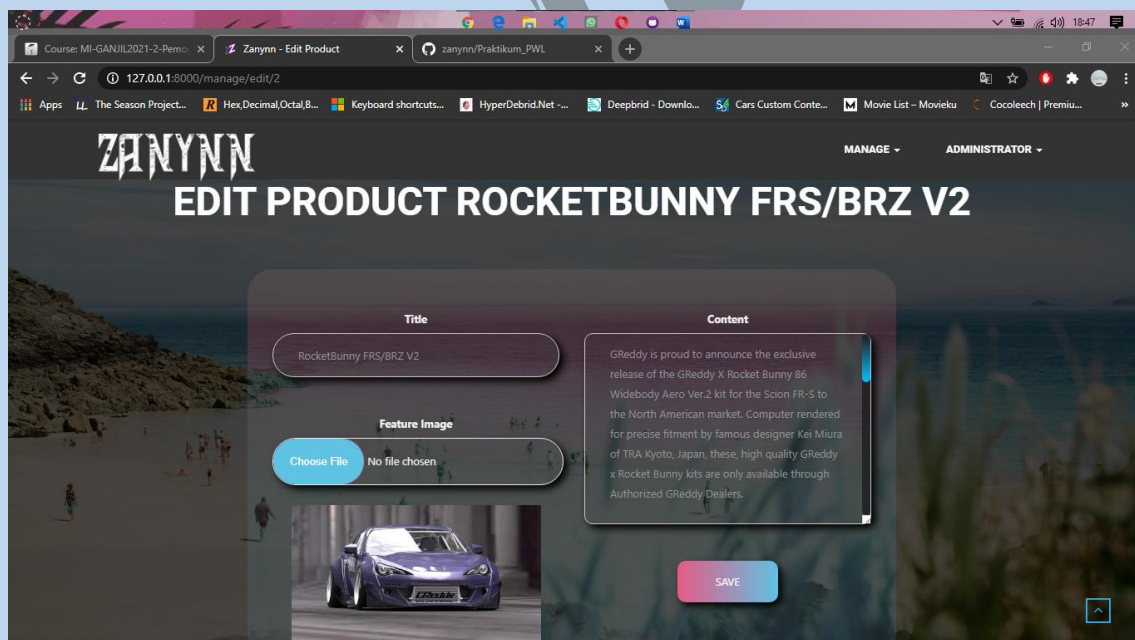 18:47
Course: MI-GANJIL2021-2-Pemo
Zanynn - Edit Product
zanynn/Praktikum_PWL
127.0.0.1:8000/manage/edit/2
Apps
The Season Project...
Hex,Decimal,Octal,B...
Keyboard shortcuts...
HyperDebrid.Net -...
Deepbrid - Downlo...
Cars Custom Conte...
Movie List – Movieku
Cocoleech | Premiu...
»
ZANYNN
MANAGE
ADMINISTRATOR
EDIT PRODUCT ROCKETBUNNY FRS/BRZ V2
Title
RocketBunny FRS/BRZ V2
Feature Image
Choose File No file chosen
GReddy
Content
GReddy is proud to announce the exclusive
release of the GReddy X Rocket Bunny 86
Widebody Aero Ver.2 kit for the Scion FR-S to
the North American market. Computer rendered
for precise fitment by famous designer Kei Miura
of TRA Kyoto, Japan, these, high quality GReddy
x Rocket Bunny kits are only available through
Authorized GReddy Dealers.
SAVE